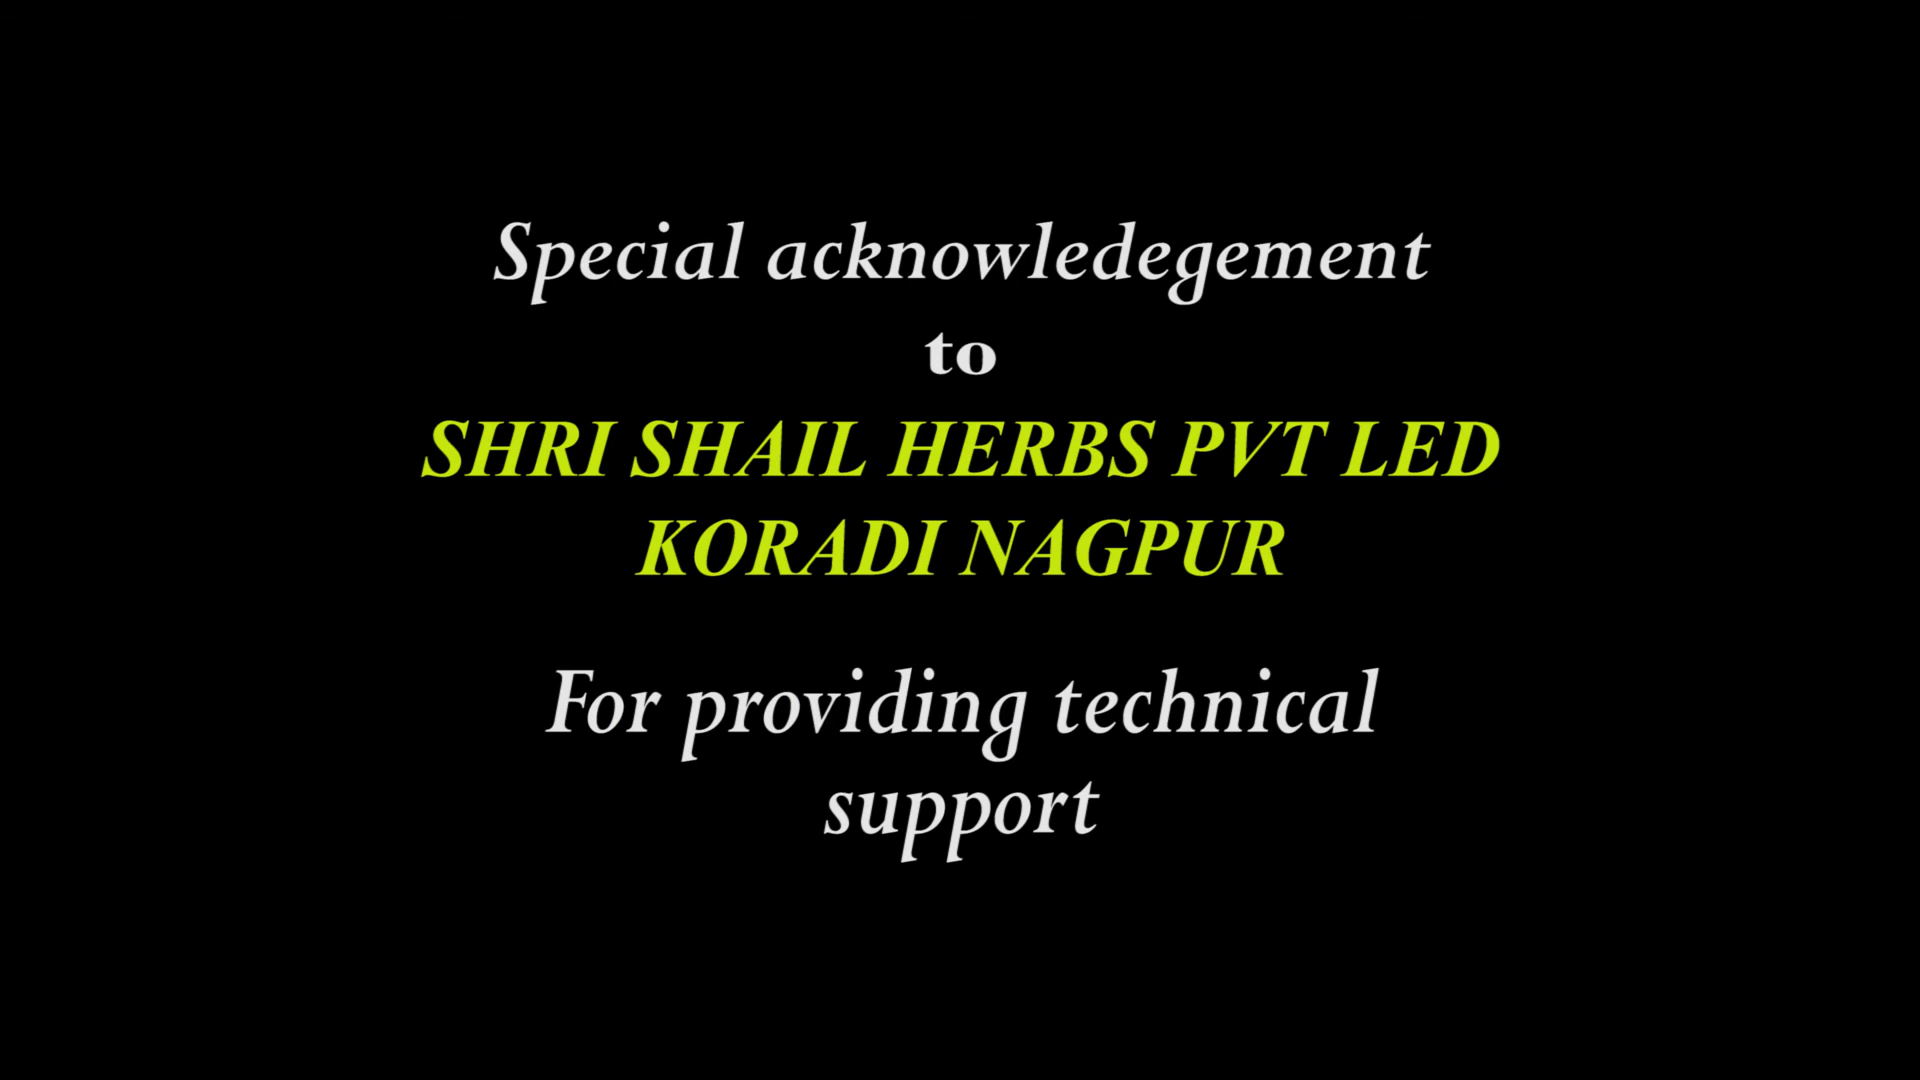 Special acknowledegement
to
SHRI SHAIL HERBS PVT LED
KORADI NAGPUR
For providing technical
support